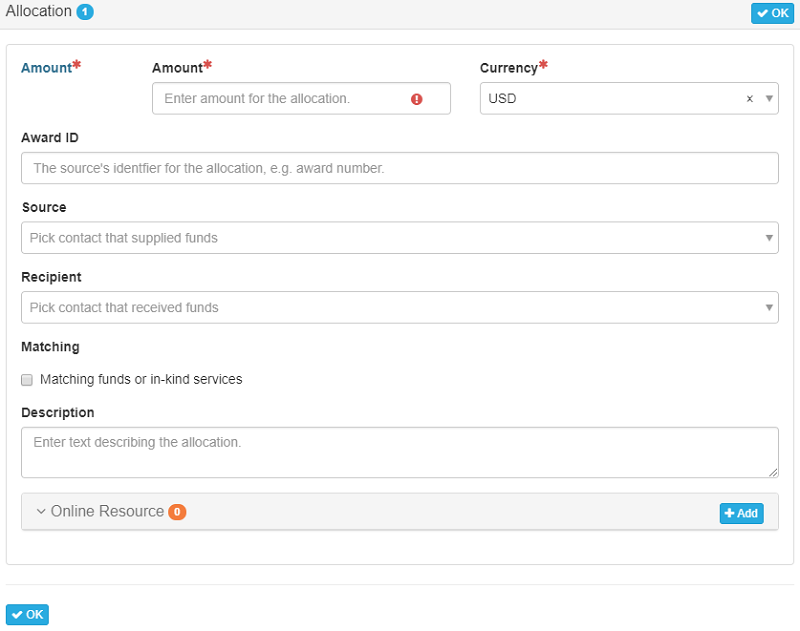 Allocation 1
OK
Amount* Amount* Currency*
Enter amount for the allocation. USD ×
Award ID
The source's identfier for the allocation, e.g. award number.
Source
Pick contact that supplied funds
Recipient
Pick contact that received funds
Matching
Matching funds or in-kind services
Description
Enter text describing the allocation.
Online Resource 0
Add
OK